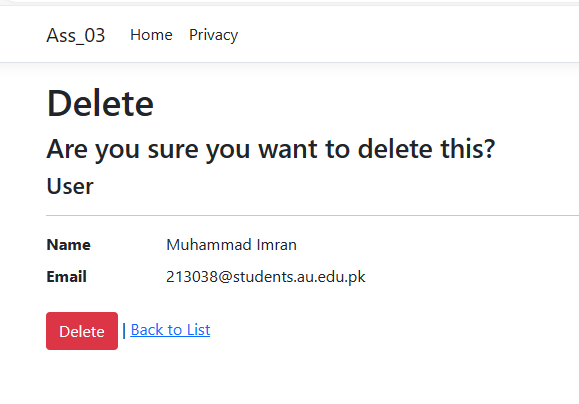 Ass_03 Home Privacy
Delete
Are you sure you want to delete this?
User
Name Muhammad Imran
Email 213038@students.au.edu.pk
Delete | Back to List